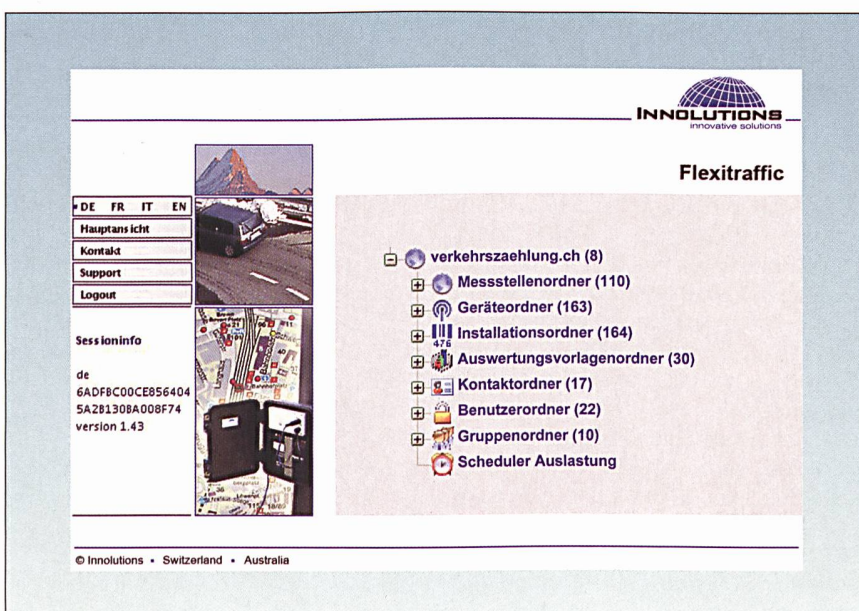 INNOLUTIONS
innovative solutions
Flexitraffic
DE FR IT EN
Hauptansicht
Kontakt
Support
Logout
Sessioninfo
de
6ADFBC00CE856404
5A2B130BA008F74
version 1.43
verkehrszaehlung.ch (8)
Messstellenordner (110)
Geräteordner (163)
Installationsordner (164)
476
Auswertungsvorlagenordner (30)
Kontaktordner (17)
Benutzerordner (22)
Gruppenordner (10)
Scheduler Auslastung
© Innolutions • Switzerland • Australia